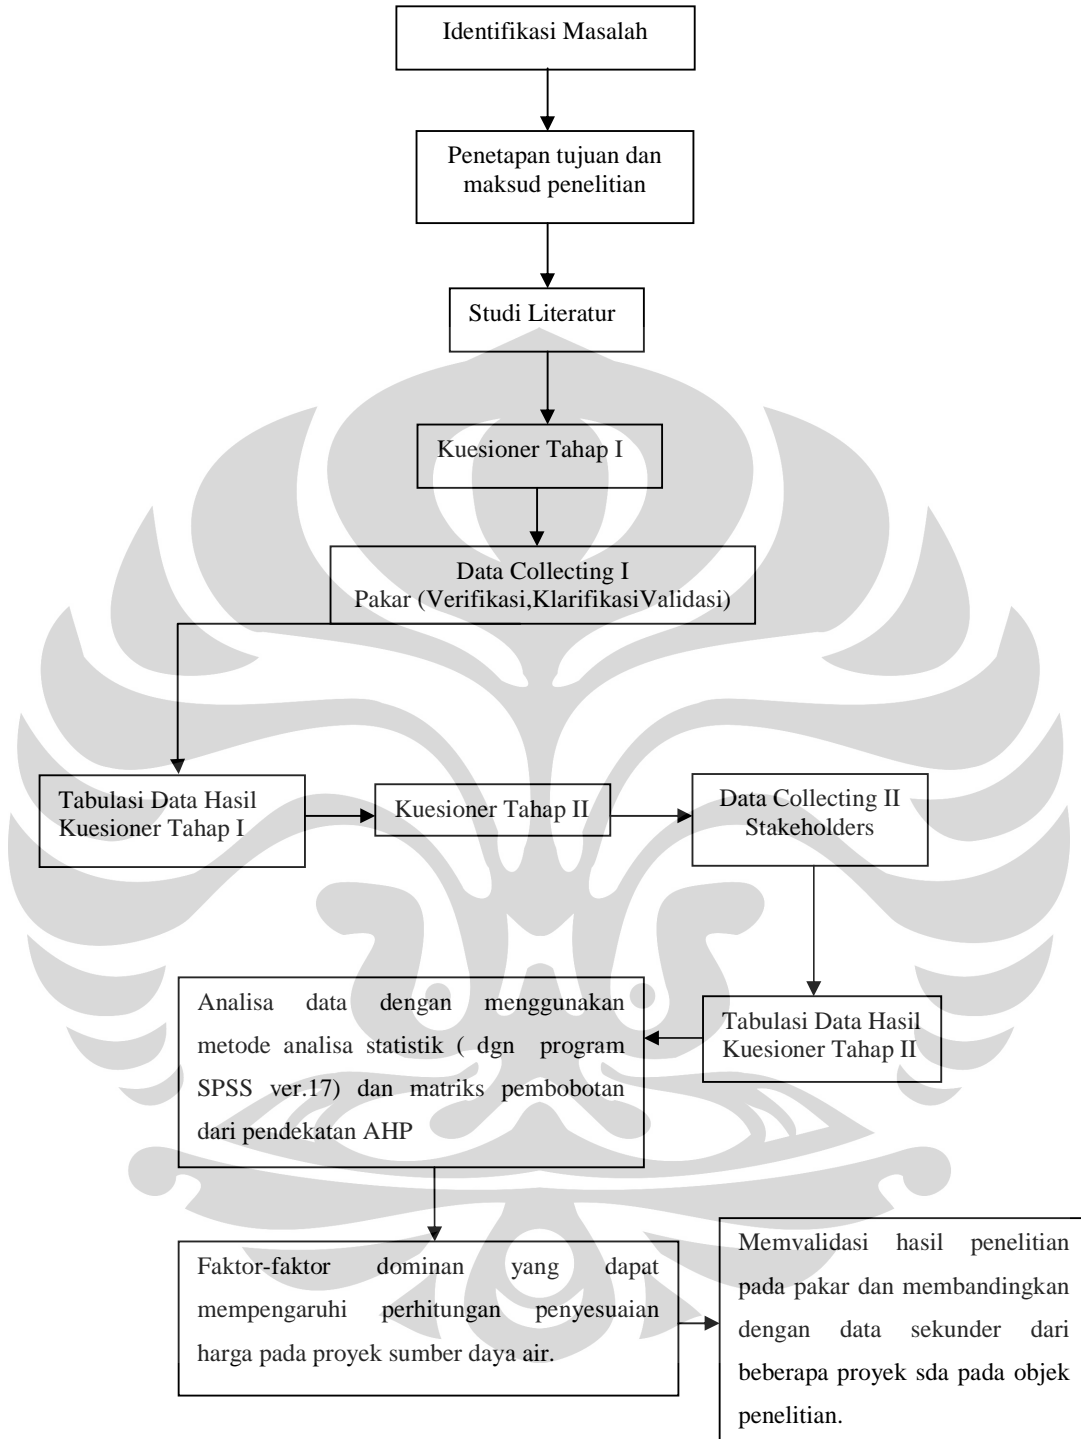 Identifikasi Masalah
Penetapan tujuan dan
maksud penelitian
Studi Literatur
Kuesioner Tahap I
Data Collecting I
Pakar (Verifikasi,KlarifikasiValidasi)
Tabulasi Data Hasil
Kuesioner Tahap I
Kuesioner Tahap II
Data Collecting II
Stakeholders
Tabulasi Data Hasil
Kuesioner Tahap II
Analisa data dengan menggunakan
metode analisa statistik ( dgn program
SPSS ver.17) dan matriks pembobotan
dari pendekatan AHP
Faktor-faktor dominan yang dapat
mempengaruhi perhitungan penyesuaian
harga pada proyek sumber daya air.
Memvalidasi hasil penelitian
pada pakar dan membandingkan
dengan data sekunder dari
beberapa proyek sda pada objek
penelitian.